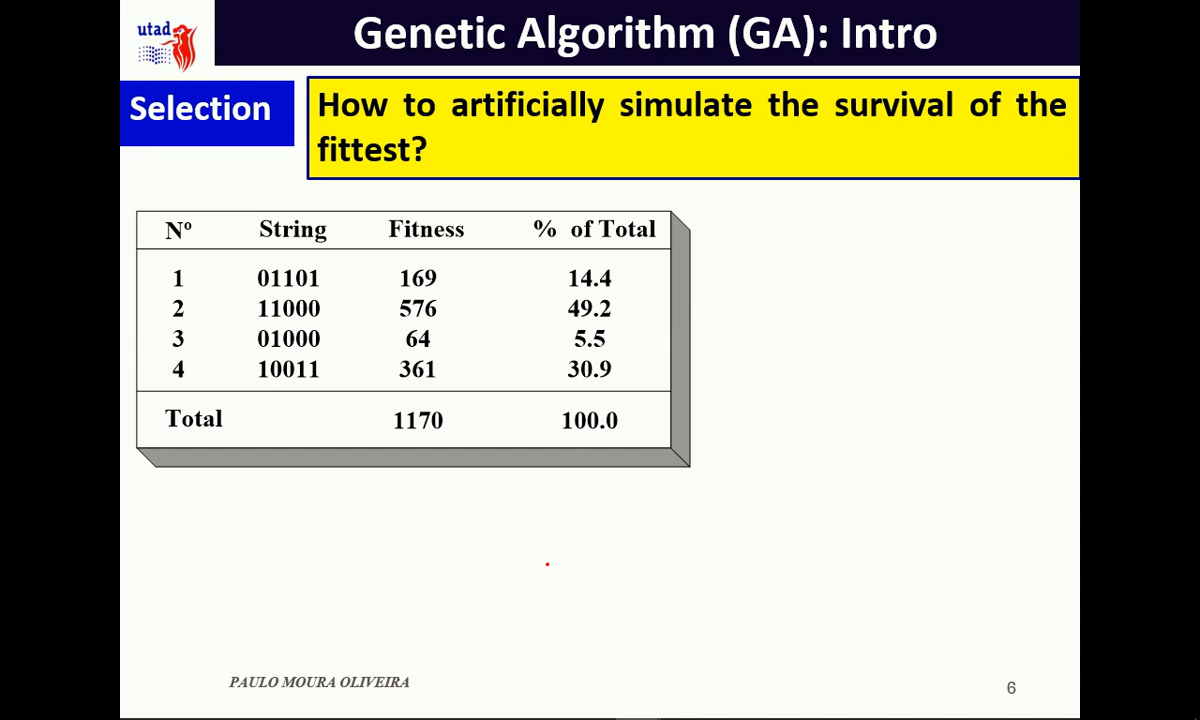 utad
Genetic Algorithm (GA): Intro
Selection
How to artificially simulate the survival of the
fittest?
Nº String Fitness % of Total
1 01101 169 14.4
2 11000 576 49.2
3 01000 64 5.5
4 10011 361 30.9
Total 1170 100.0
PAULO MOURA OLIVEIRA
6